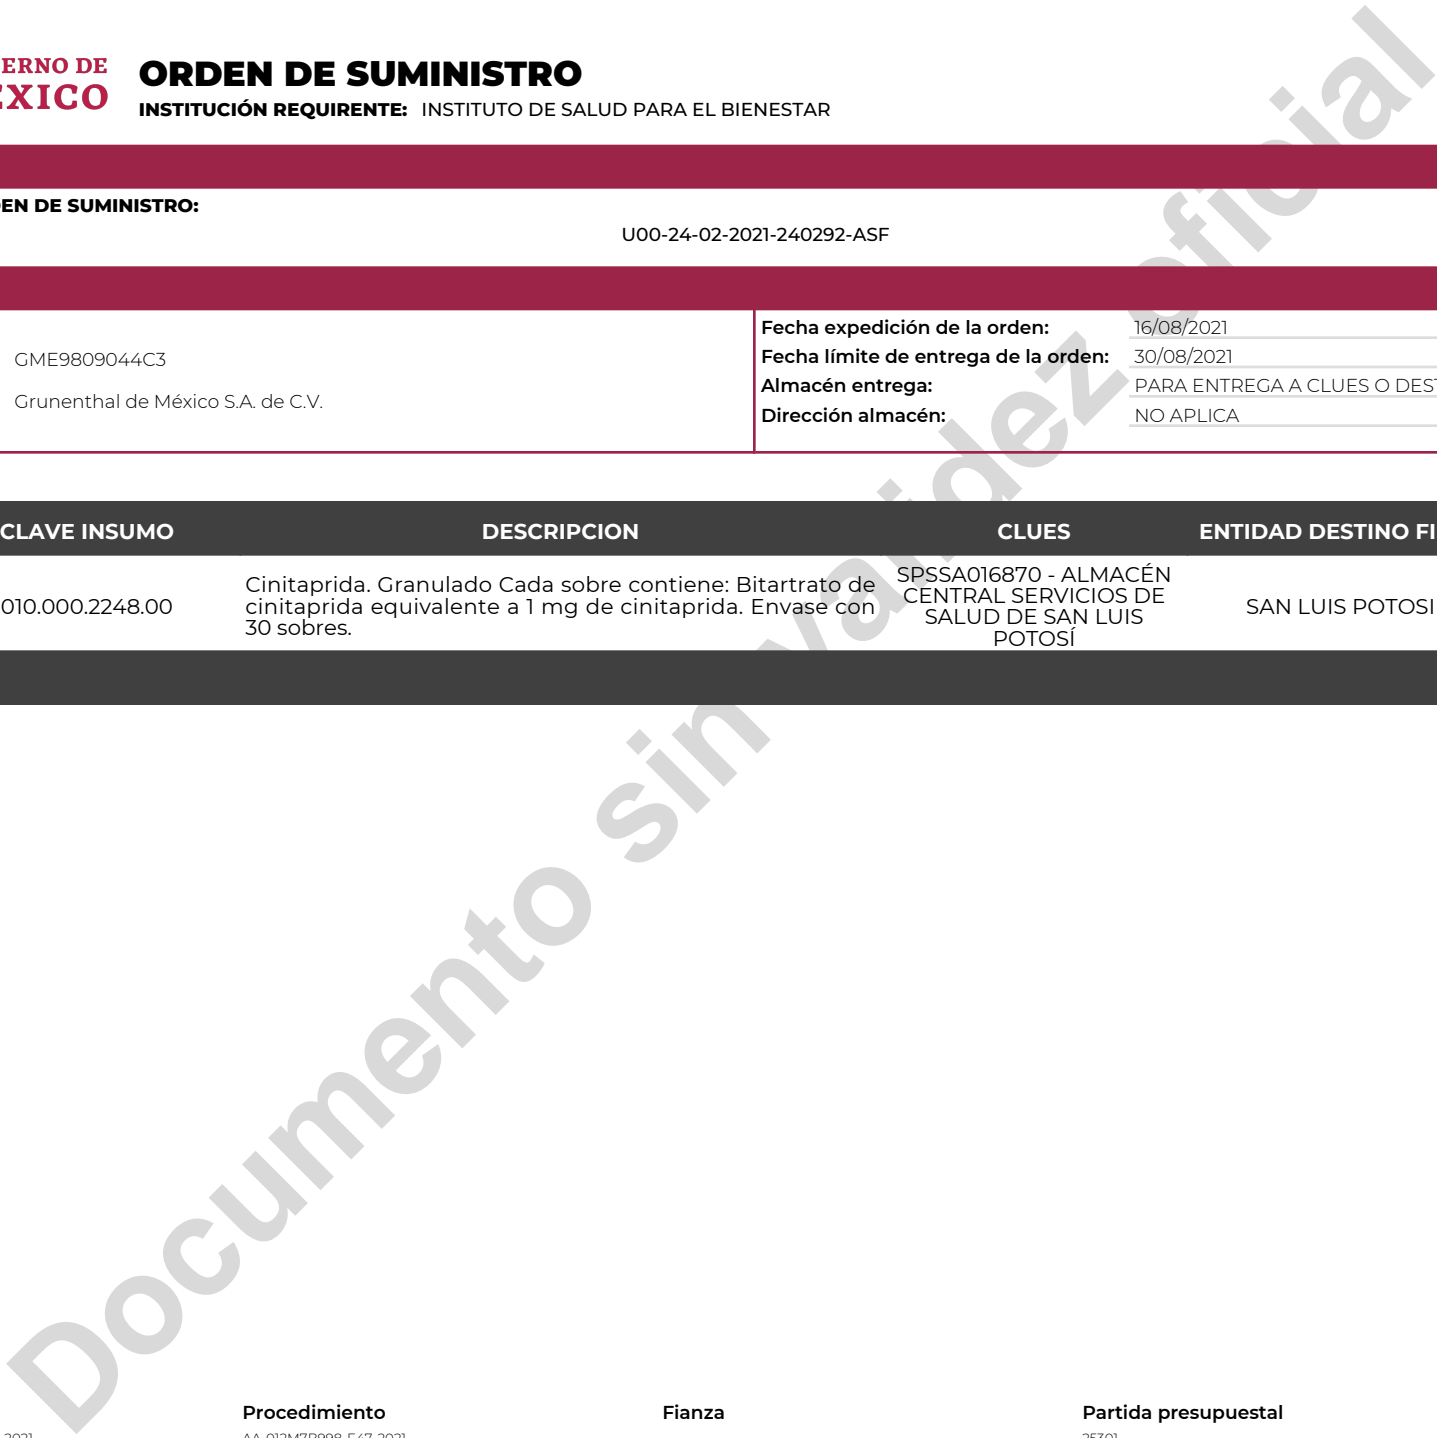 ERNO DE
ORDEN DE SUMINISTRO
INSTITUCIÓN REQUIRENTE: INSTITUTO DE SALUD PARA EL BIENESTAR
EN DE SUMINISTRO:
U00-24-02-2021-240292-ASF
GME9809044C3
Grunenthal de México S.A. de C.V.
Fecha expedición de la orden: 16/08/2021
Fecha límite de entrega de la orden: 30/08/2021
Almacén entrega: PARA ENTREGA A CLUES O DEST
Dirección almacén: NO APLICA
CLAVE INSUMO DESCRIPCION CLUES ENTIDAD DESTINO FI
010.000.2248.00
Cinitaprida. Granulado Cada sobre contiene: Bitartrato de
cinitaprida equivalente a 1 mg de cinitaprida. Envase con
30 sobres.
SPSSA016870 - ALMACÉN
CENTRAL SERVICIOS DE
SALUD DE SAN LUIS
POTOSÍ
SAN LUIS POTOSI
Documento sin validez oficial
Procedimiento Fianza Partida presupuestal